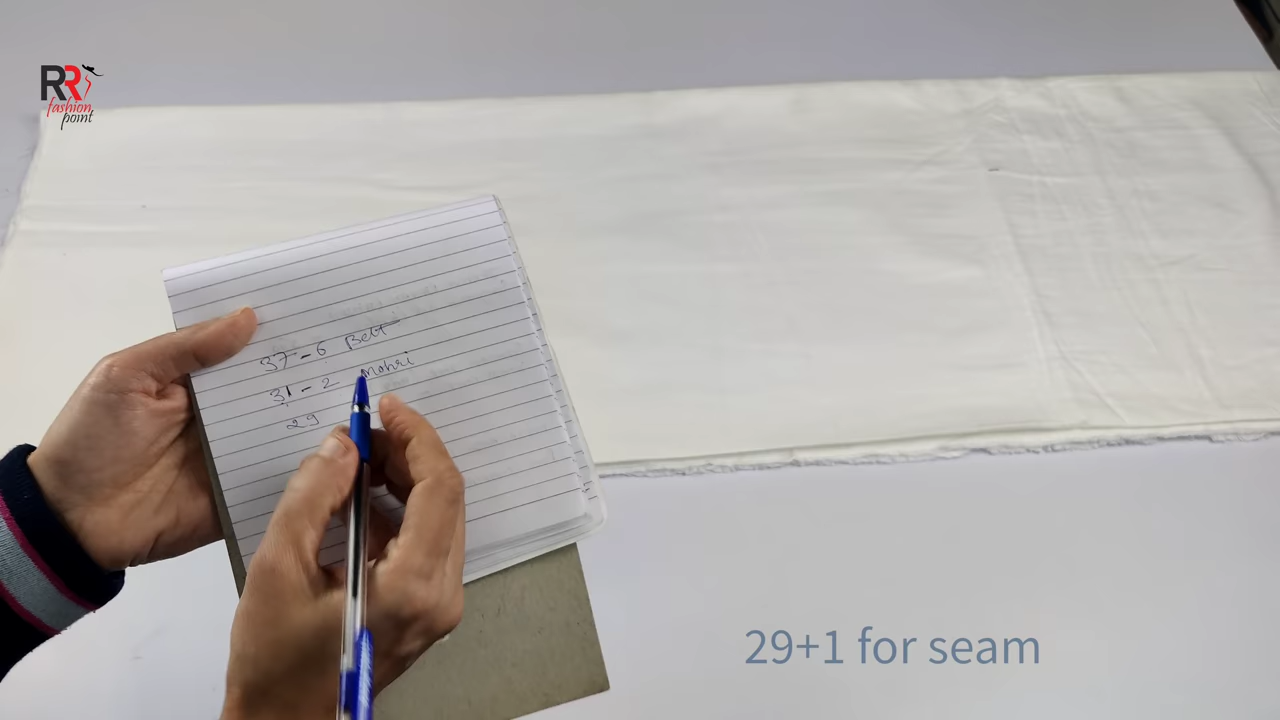 RR
fashion
point
37-6 Belt
31-2 Mohri
29
29+1 for seam